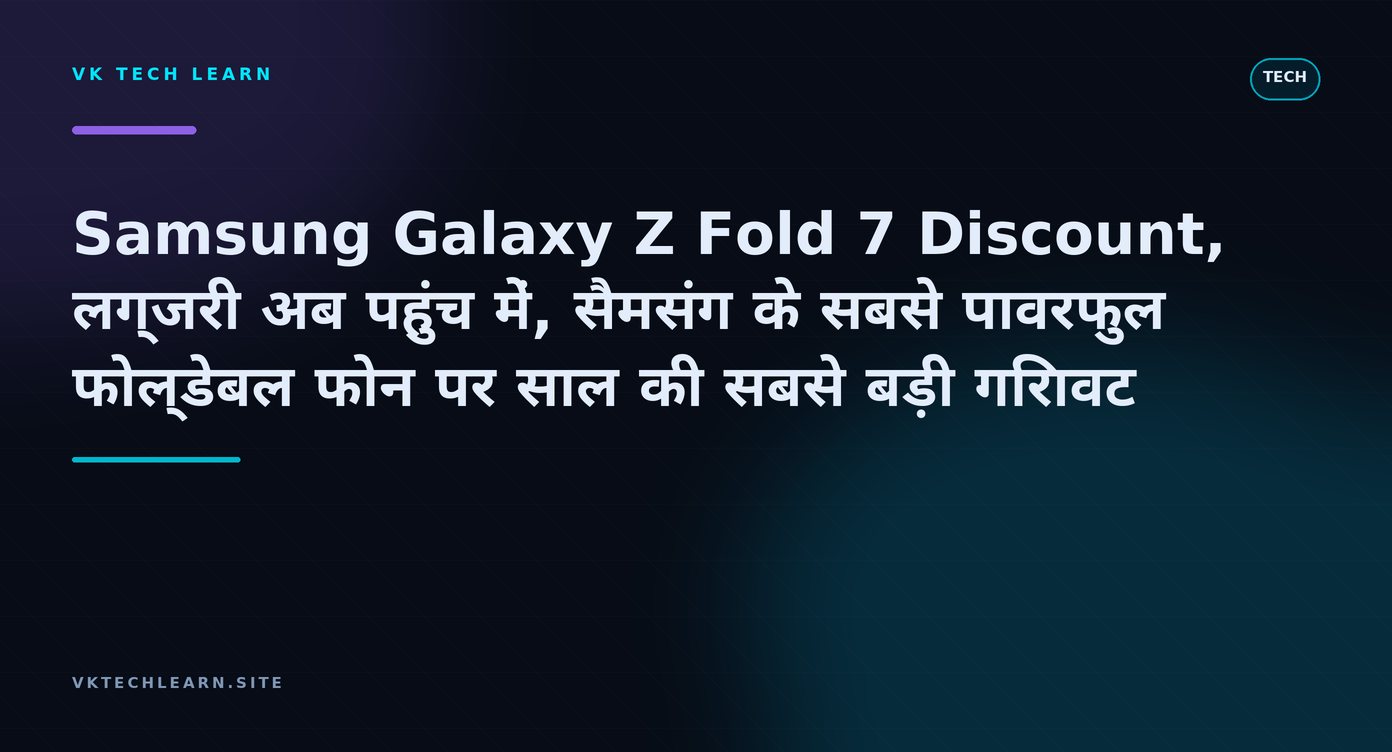 VK TECH LEARN
TECH
Samsung Galaxy Z Fold 7 Discount,
लग्जरी अब पहुंच में, सैमसंग के सबसे पावरफुल
फोल्डेबल फोन पर साल की सबसे बड़ी गिरावट
VKTECHLEARN.SITE